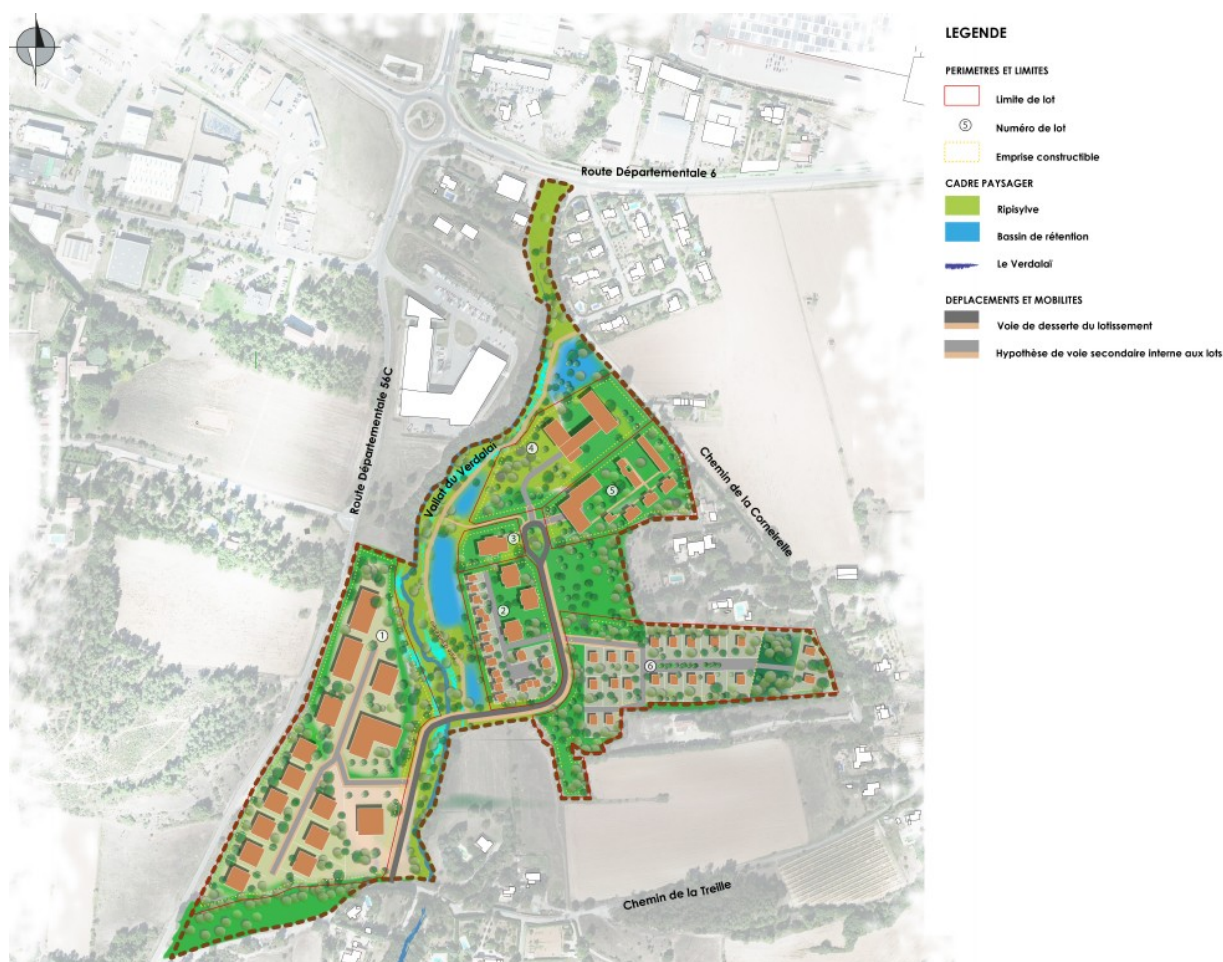 LEGENDE
PERIMETRES ET LIMITES
Limite de lot
5 Numéro de lot
Emprise constructible
CADRE PAYSAGER
Ripisylve
Bassin de rétention
Le Verdalaï
DEPLACEMENTS ET MOBILITES
Voie de desserte du lotissement
Hypothèse de voie secondaire interne aux lots
Route Départementale 6
Route Départementale 56C
Vallat du Verdalaï
Chemin de la Corneirelle
4
5
3
2
1
6
Chemin de la Treille